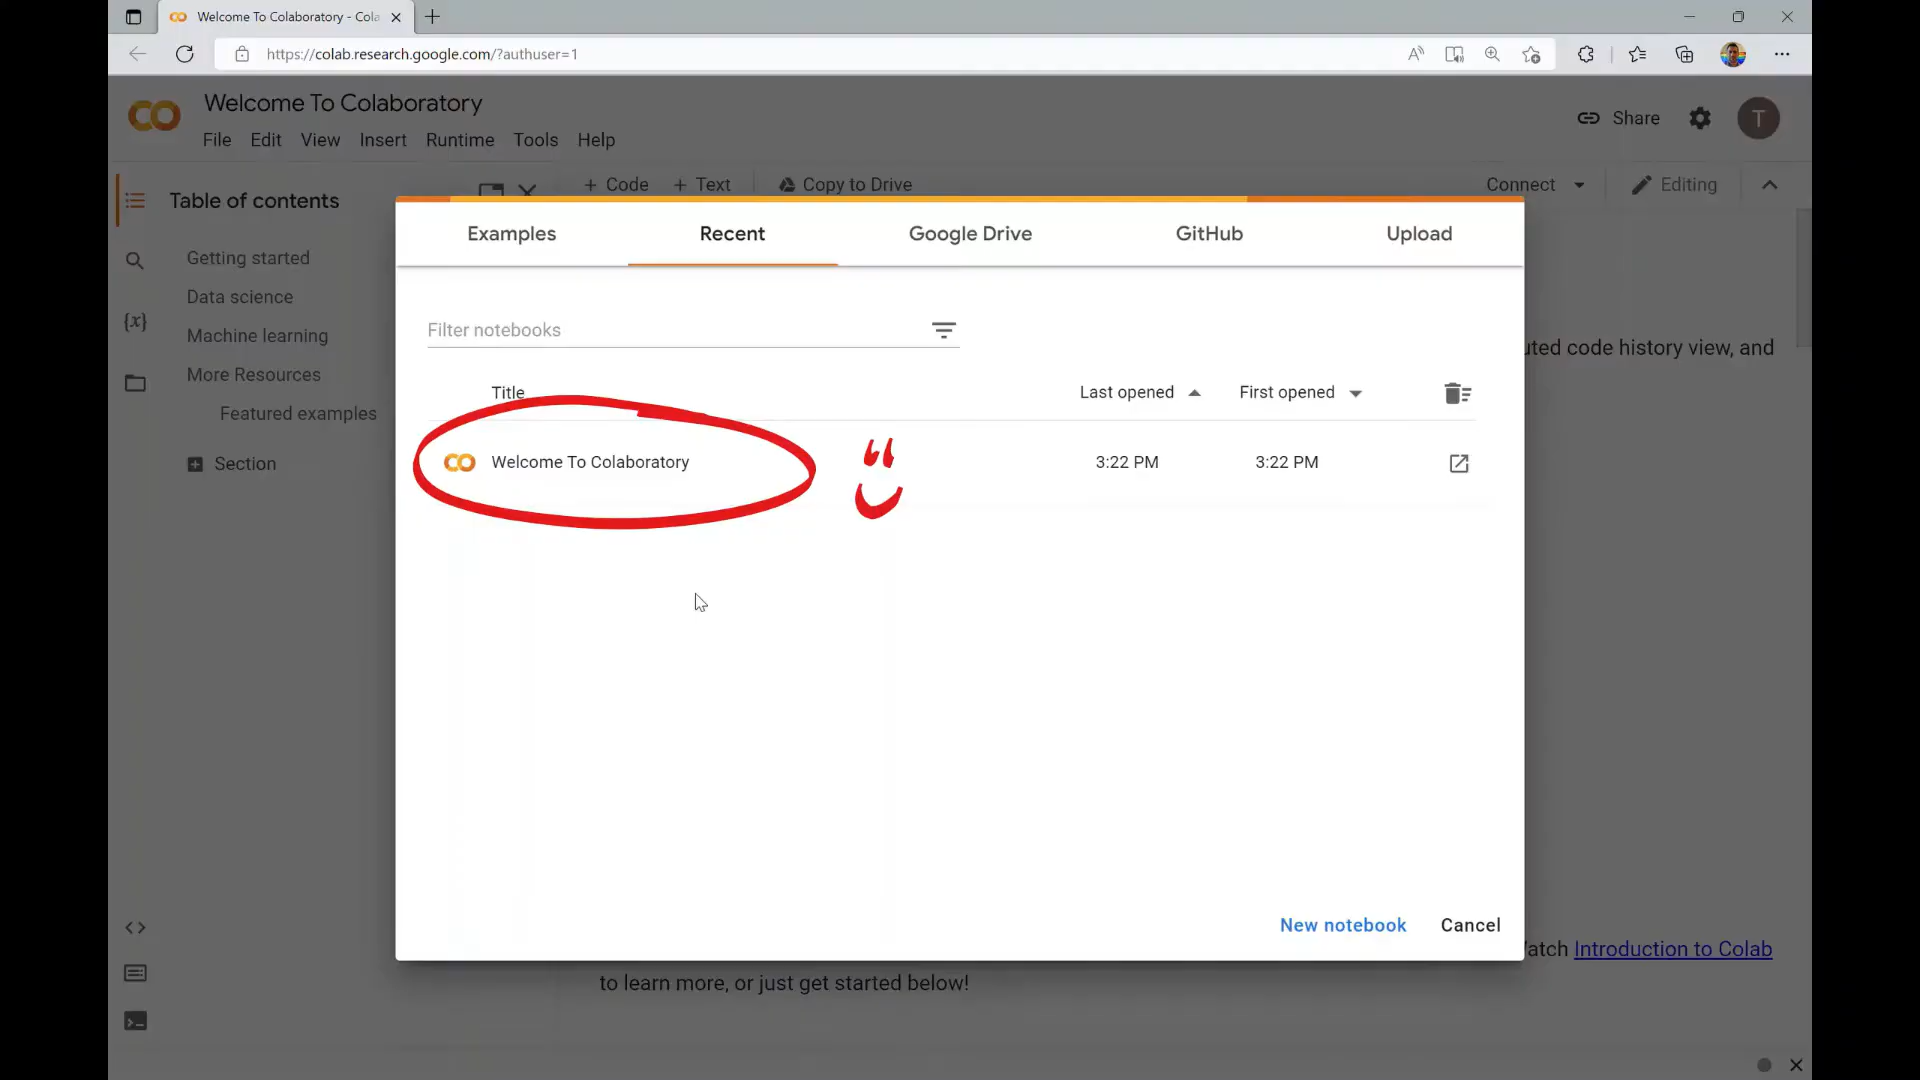 Welcome To Colaboratory - Cola
https://colab.research.google.com/?authuser=1
Welcome To Colaboratory
File Edit View Insert Runtime Tools Help
Share
T
Table of contents
+ Code + Text Copy to Drive
Connect
Editing
Examples Recent Google Drive GitHub Upload
Getting started
Data science
Machine learning
More Resources
Featured examples
Section
Filter notebooks
uted code history view, and
Title Last opened First opened
Welcome To Colaboratory 3:22 PM 3:22 PM
New notebook Cancel
atch Introduction to Colab
to learn more, or just get started below!